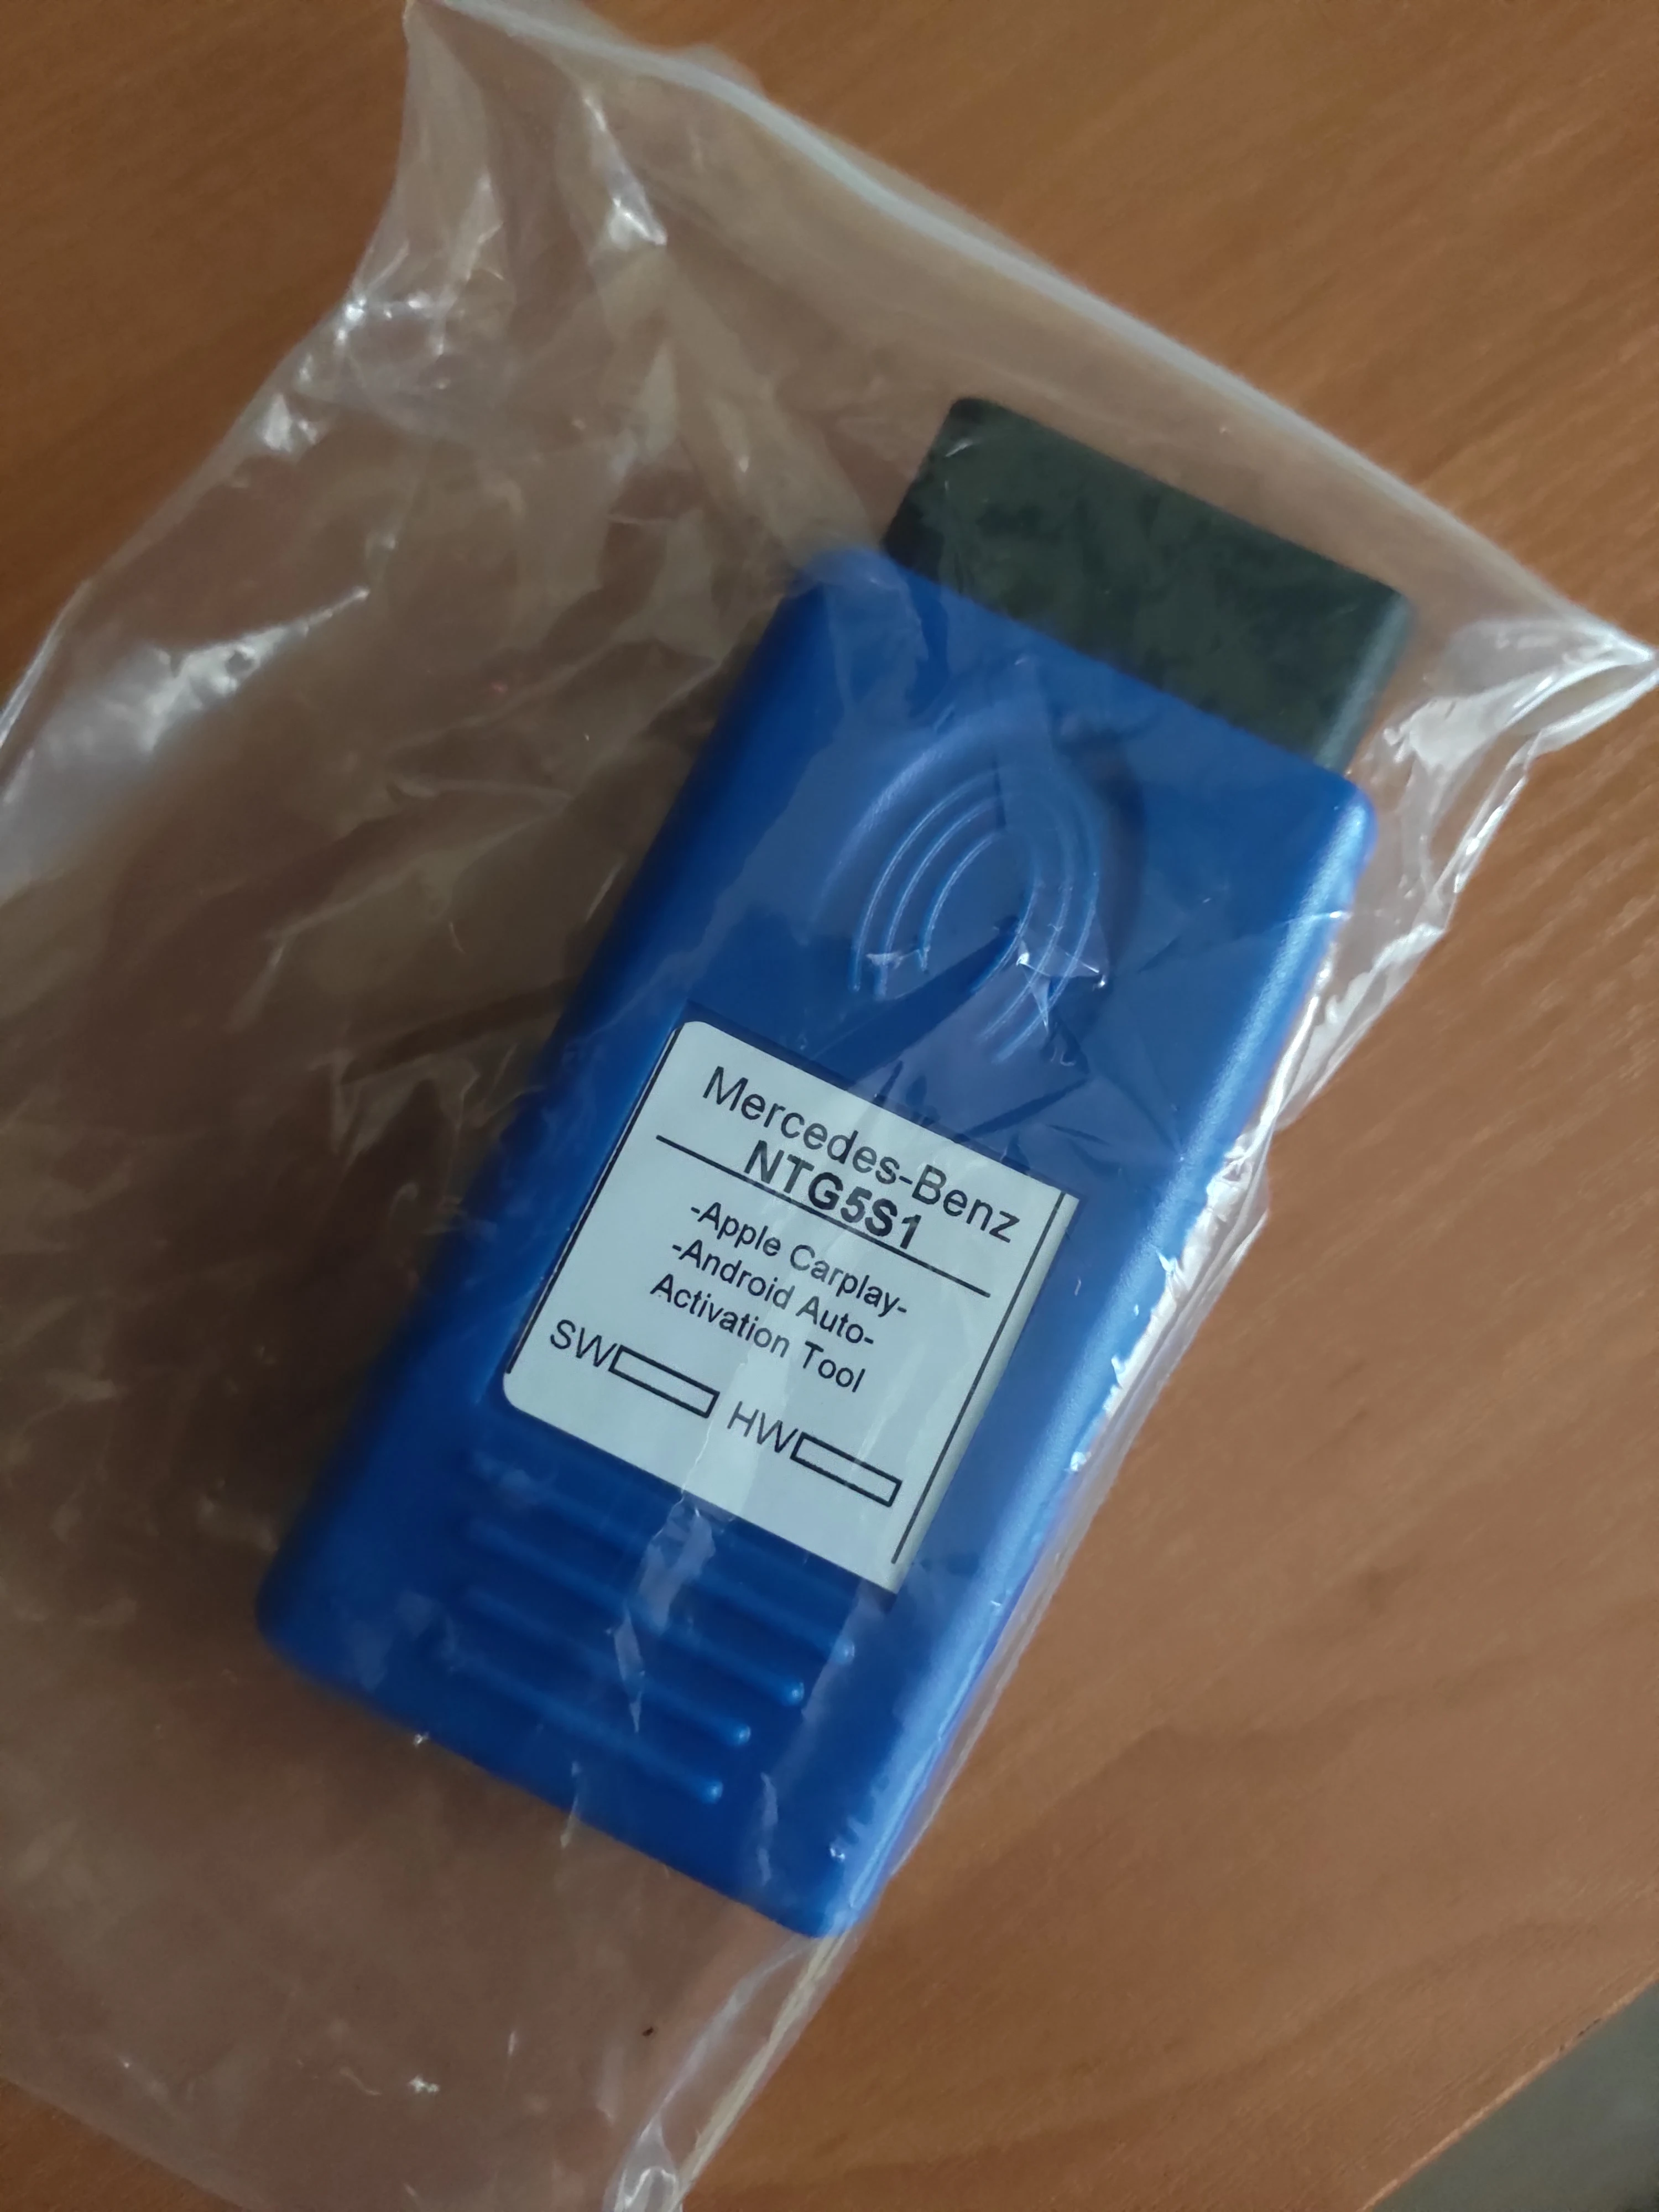 Mercedes-Benz
NTG5S1
-Apple Carplay-
-Android Auto-
Activation Tool
SW HW